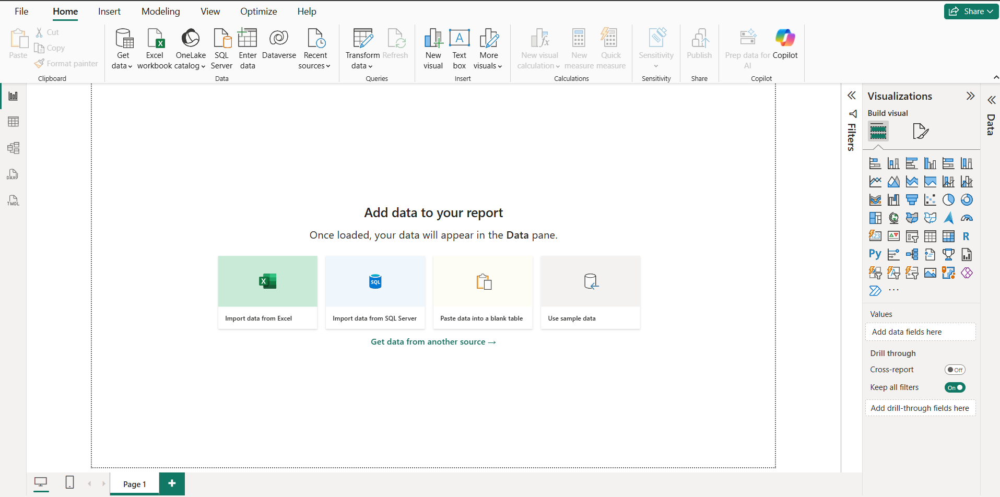 File Home Insert Modeling View Optimize Help
Share
Paste
Cut
Copy
Format painter
Clipboard
Get data
Excel workbook
OneLake catalog
SQL Server
Enter data
Dataverse
Recent sources
Data
Transform data
Refresh
Queries
New visual
A
Text box
More visuals
Insert
New visual calculation
New measure
Quick measure
Calculations
Sensitivity
Sensitivity
Publish
Share
Prep data for AI
Copilot
Copilot
DAX
TMDL
Add data to your report
Once loaded, your data will appear in the Data pane.
X
SQL
Import data from Excel
Import data from SQL Server
Paste data into a blank table
Use sample data
Get data from another source →
Filters
Visualizations
Build visual
123
R
Py
Values
Add data fields here
Drill through
Cross-report
Off
Keep all filters
On
Add drill-through fields here
Data
Page 1